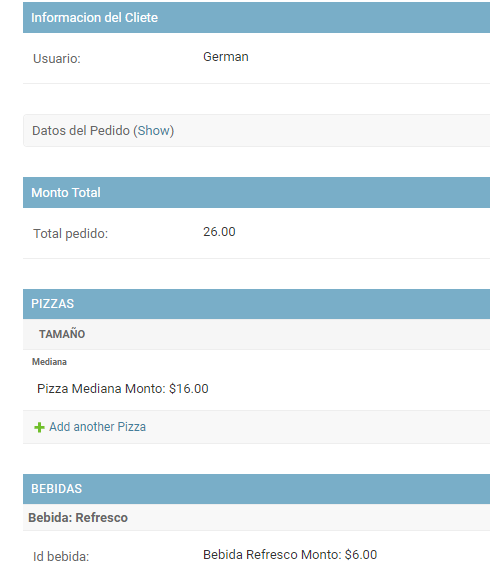 Informacion del Cliete
Usuario: German
Datos del Pedido (Show)
Monto Total
Total pedido: 26.00
PIZZAS
TAMAÑO
Mediana
Pizza Mediana Monto: $16.00
Add another Pizza
BEBIDAS
Bebida: Refresco
Id bebida: Bebida Refresco Monto: $6.00